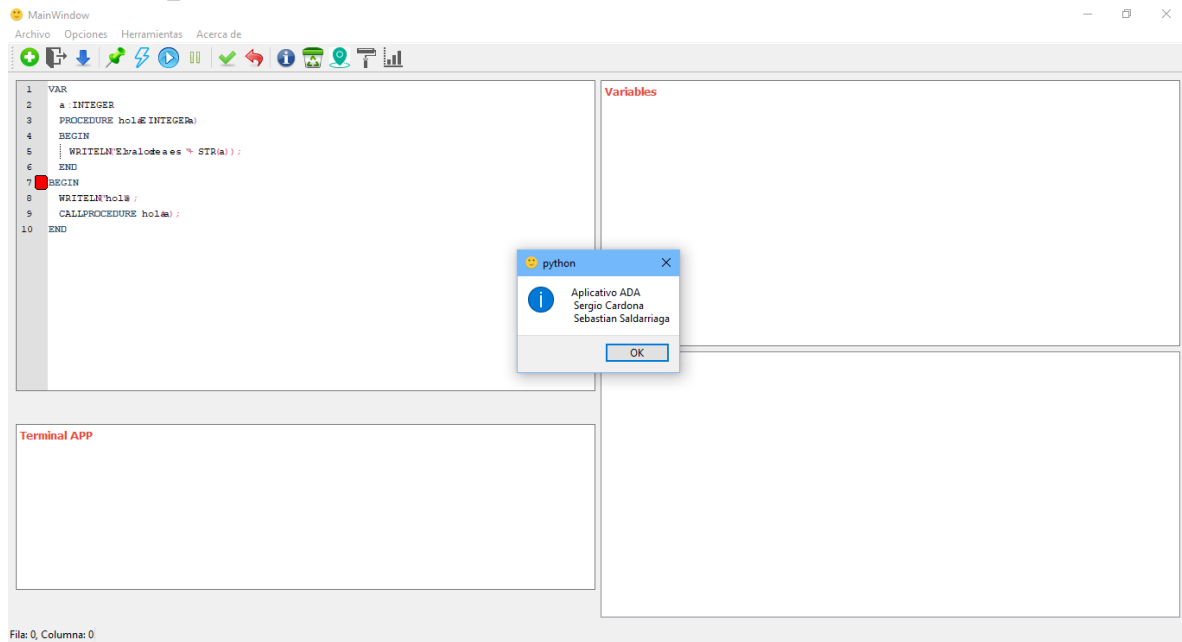 MainWindow
Archivo Opciones Herramientas Acerca de
1 VAR
2 a :INTEGER
3 PROCEDURE INTEGER
4 BEGIN
5 STR(a));
6 END
7 BEGIN
8 WRITELN
9 CALLPROCEDURE
10 END
Variables
python
Aplicativo ADA
Sergio Cardona
Sebastian Saldarriaga
OK
Terminal APP
Fila: 0, Columna: 0